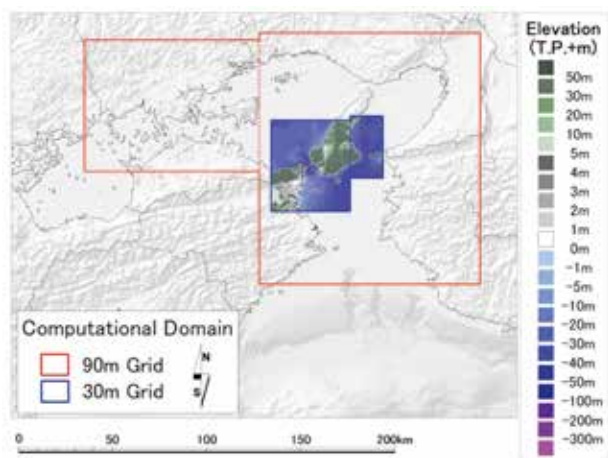 Elevation
(T.P.+m)
50m
30m
20m
10m
5m
4m
3m
2m
1m
0m
-1m
-5m
-10m
-20m
-30m
-40m
-50m
-100m
-200m
-300m
Computational Domain
90m Grid
30m Grid
N
S
0 50 100 150 200km